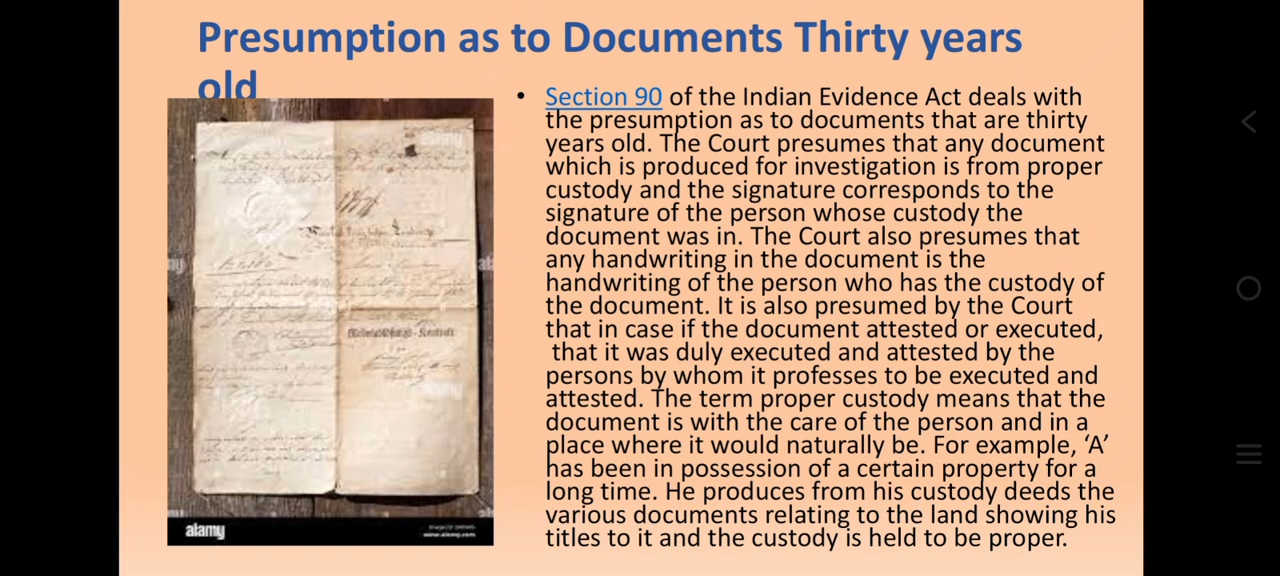 Presumption as to Documents Thirty years
old
• Section 90 of the Indian Evidence Act deals with
the presumption as to documents that are thirty
years old. The Court presumes that any document
which is produced for investigation is from proper
custody and the signature corresponds to the
signature of the person whose custody the
document was in. The Court also presumes that
any handwriting in the document is the
handwriting of the person who has the custody of
the document. It is also presumed by the Court
that in case if the document attested or executed,
that it was duly executed and attested by the
persons by whom it professes to be executed and
attested. The term proper custody means that the
document is with the care of the person and in a
place where it would naturally be. For example, ‘A’
has been in possession of a certain property for a
long time. He produces from his custody deeds the
various documents relating to the land showing his
titles to it and the custody is held to be proper.
alamy
www.alamy.com